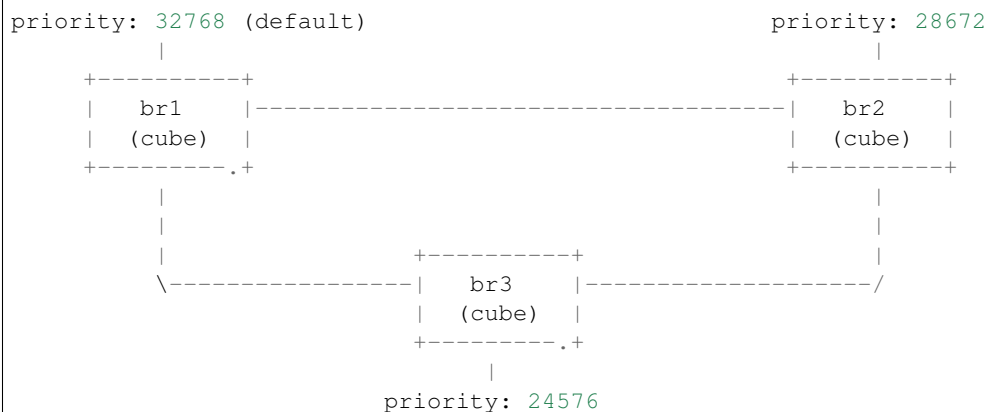 priority: 32768 (default) priority: 28672
br1 br2
(cube) (cube)
br3
(cube)
priority: 24576